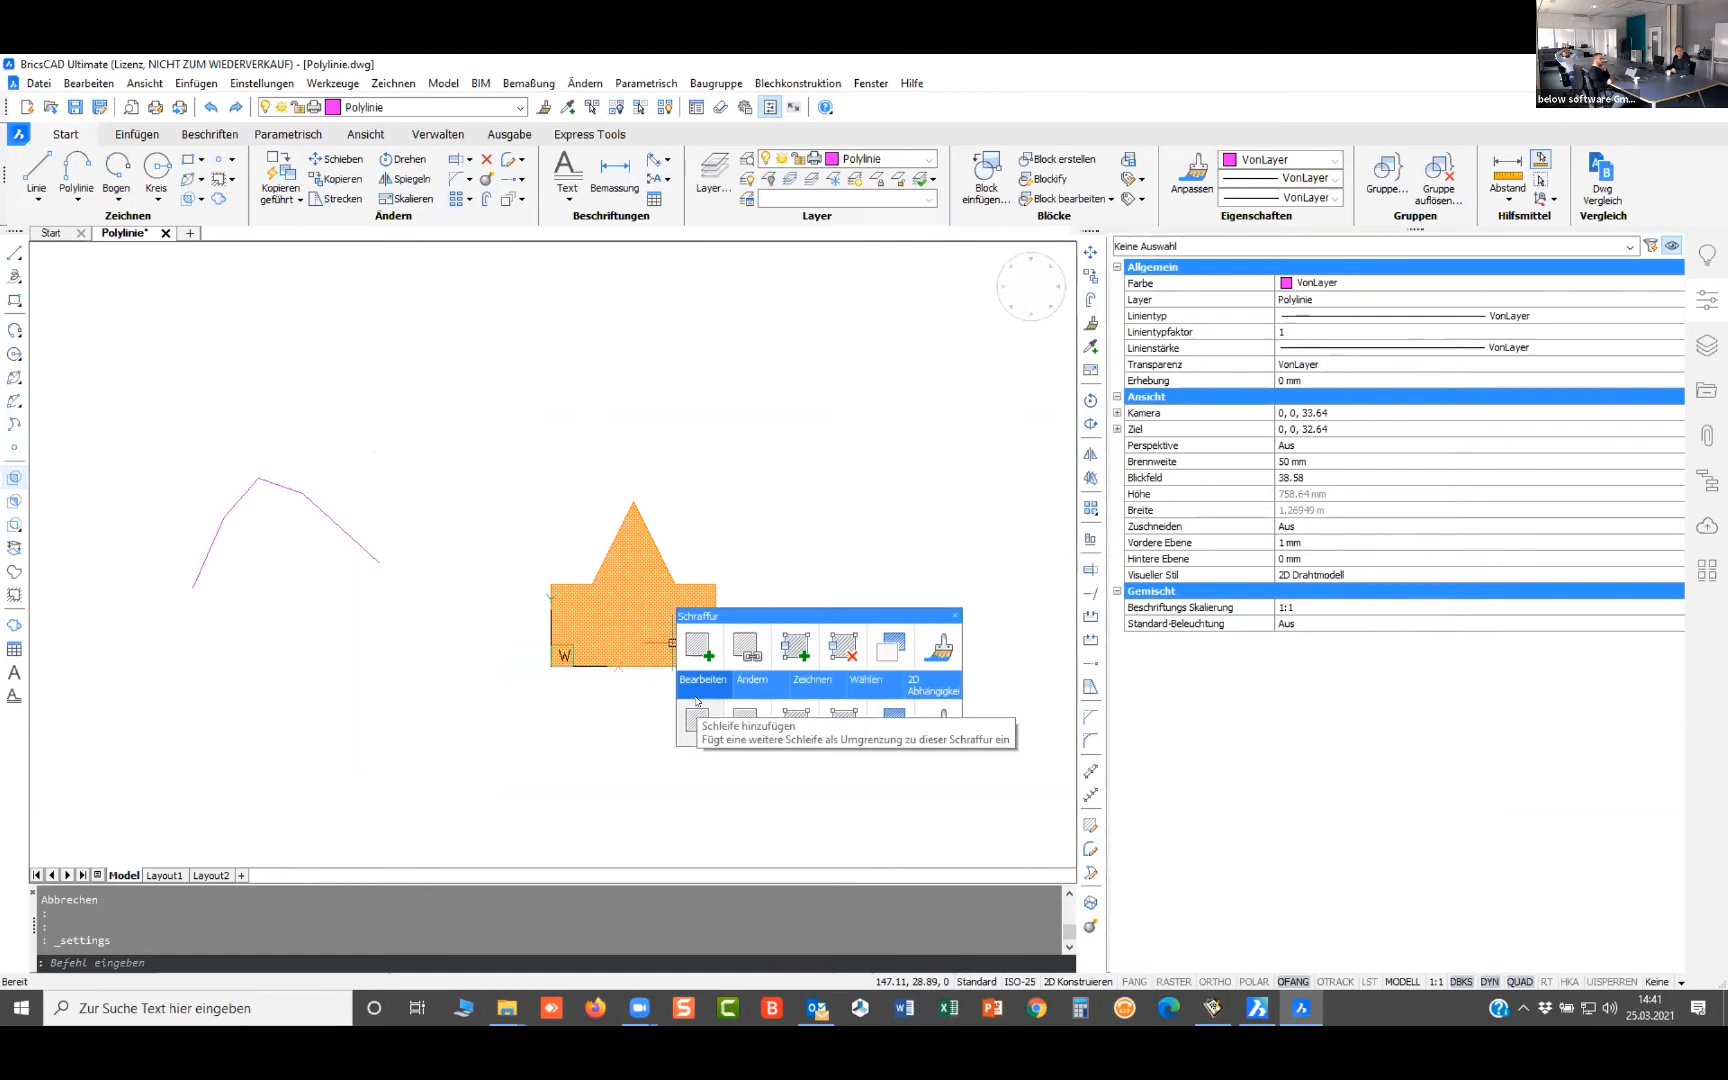 below software Gm...
BricsCAD Ultimate (Lizenz, NICHT ZUM WIEDERVERKAUF) - [Polylinie.dwg]
Datei Bearbeiten Ansicht Einfügen Einstellungen Werkzeuge Zeichnen Model BIM Bemaßung Ändern Parametrisch Baugruppe Blechkonstruktion Fenster Hilfe
Polylinie
Start Einfügen Beschriften Parametrisch Ansicht Verwalten Ausgabe Express Tools
Linie Polylinie Bogen Kreis
Kopieren geführt
Schieben Drehen
Kopieren Spiegeln
Strecken Skalieren
Text Bemassung
Layer...
Polylinie
Block einfügen...
Block erstellen
Blockify
Block bearbeiten
Anpassen
VonLayer
VonLayer
VonLayer
Gruppe... Gruppe auflösen...
Abstand
Dwg Vergleich
Zeichnen Ändern Beschriftungen Layer Blöcke Eigenschaften Gruppen Hilfsmittel Vergleich
Start Polylinie*
Keine Auswahl
Allgemein
Farbe VonLayer
Layer Polylinie
Linientyp VonLayer
Linientypfaktor 1
Linienstärke VonLayer
Transparenz VonLayer
Erhebung 0 mm
Ansicht
Kamera 0, 0, 33.64
Ziel 0, 0, 32.64
Perspektive Aus
Brennweite 50 mm
Blickfeld 38.58
Höhe 758.64 mm
Breite 1.26949 m
Zuschneiden Aus
Vordere Ebene 1 mm
Hintere Ebene 0 mm
Visueller Stil 2D Drahtmodell
Gemischt
Beschriftungs Skalierung 1:1
Standard-Beleuchtung Aus
W
Schraffur
Bearbeiten Ändern Zeichnen Wählen 2D Abhängigkei
Schleife hinzufügen
Fügt eine weitere Schleife als Umgrenzung zu dieser Schraffur ein
Model Layout1 Layout2
Abbrechen
:
:
: _settings
: Befehl eingeben
Bereit 147.11, 28.89, 0 Standard ISO-25 2D Konstruieren FANG RASTER ORTHO POLAR OFANG OTRACK LST MODELL 1:1 DBKS DYN QUAD RT HKA UISPERREN Keine
Zur Suche Text hier eingeben
14:41
25.03.2021